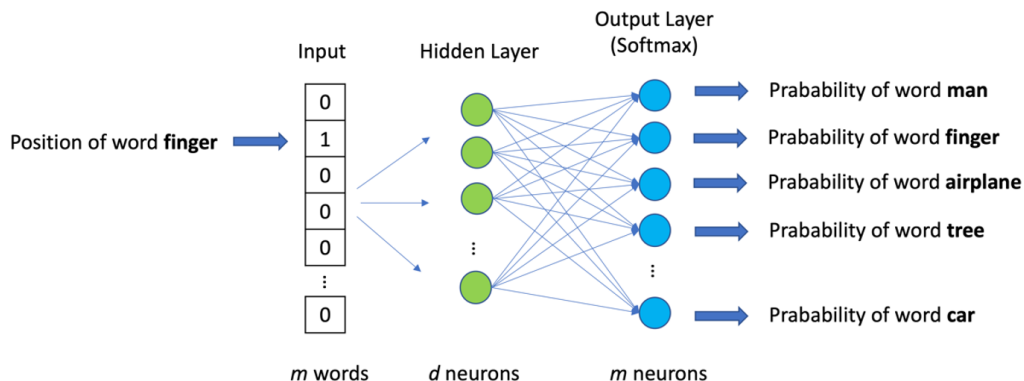 Output Layer
(Softmax)
Input
Hidden Layer
Position of word finger
0
1
0
0
0
⋮
0
...
...
Prabability of word man
Prabability of word finger
Prabability of word airplane
Prabability of word tree
Prabability of word car
m words
d neurons
m neurons